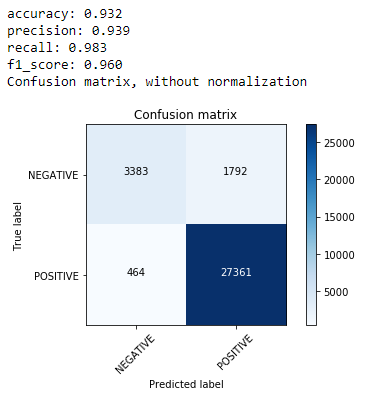 accuracy: 0.932
precision: 0.939
recall: 0.983
f1_score: 0.960
Confusion matrix, without normalization
Confusion matrix
True label
NEGATIVE
3383
1792
POSITIVE
464
27361
NEGATIVE
POSITIVE
Predicted label
25000
20000
15000
10000
5000